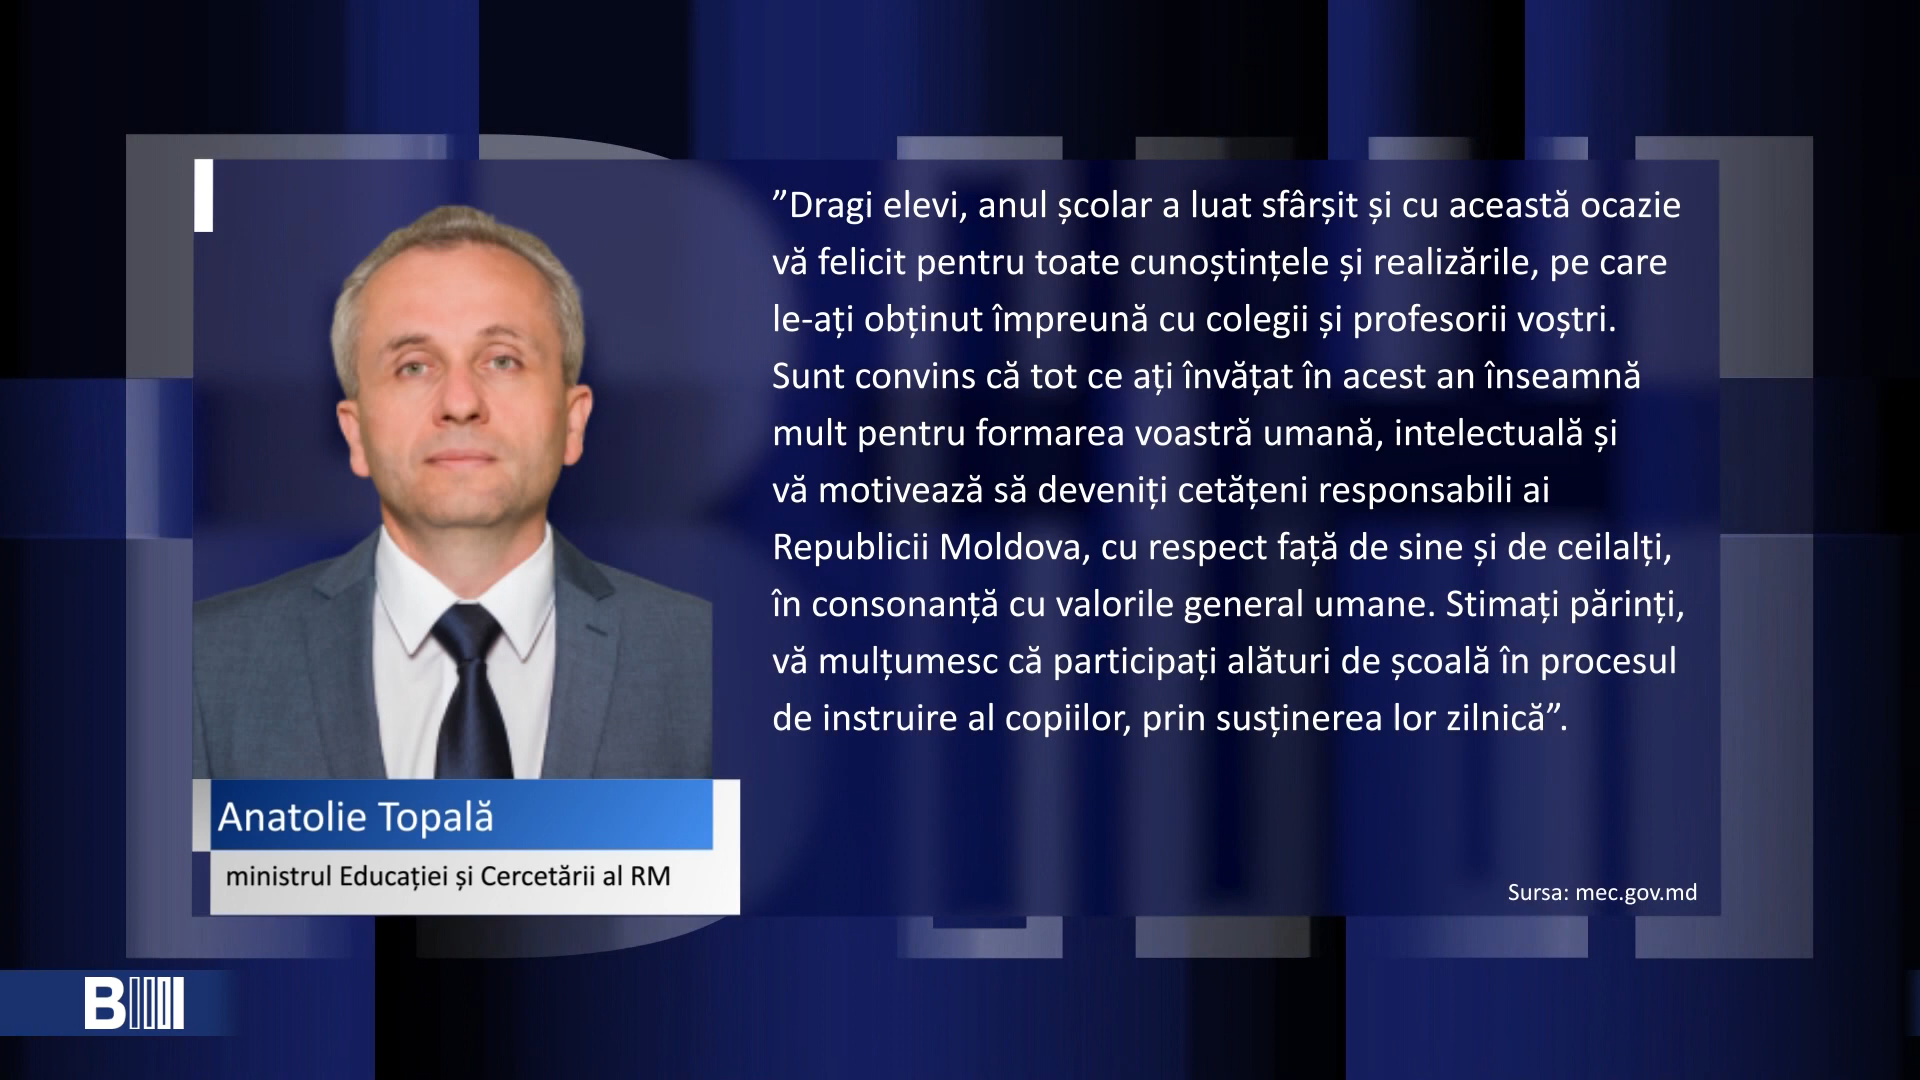 ”Dragi elevi, anul școlar a luat sfârșit și cu această ocazie
vă felicit pentru toate cunoștințele și realizările, pe care
le-ați obținut împreună cu colegii și profesorii voștri.
Sunt convins că tot ce ați învățat în acest an înseamnă
mult pentru formarea voastră umană, intelectuală și
vă motivează să deveniți cetățeni responsabili ai
Republicii Moldova, cu respect față de sine și de ceilalți,
în consonanță cu valorile general umane. Stimați părinți,
vă mulțumesc că participați alături de școală în procesul
de instruire al copiilor, prin susținerea lor zilnică”.
Anatolie Topală
ministrul Educației și Cercetării al RM
Sursa: mec.gov.md
B